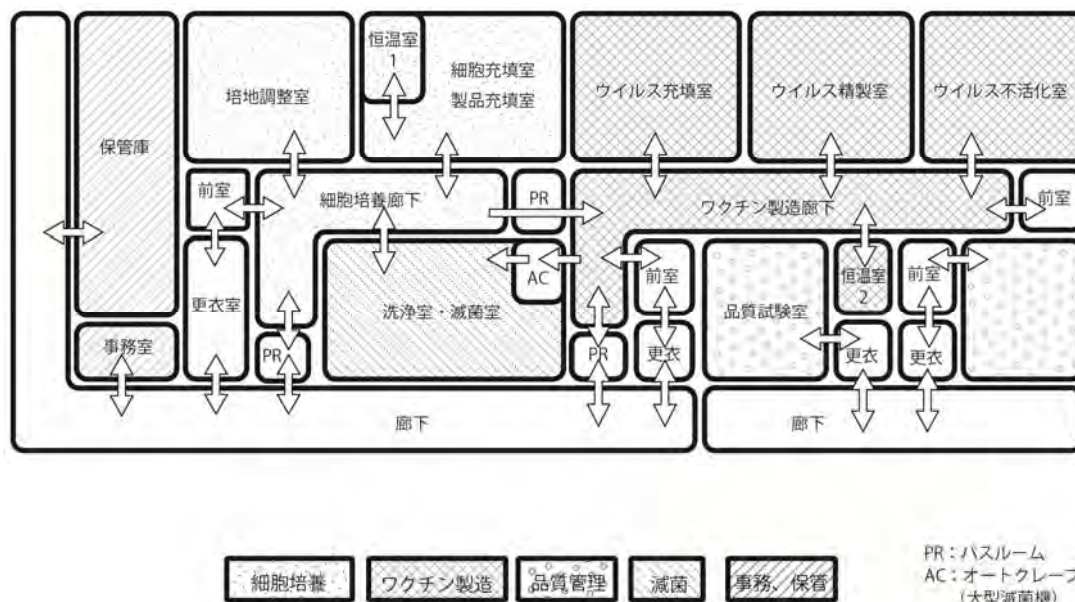 恒温室
1
細胞充填室
製品充填室
培地調整室
ウイルス充填室
ウイルス精製室
ウイルス不活化室
保管庫
前室
細胞培養廊下
PR
ワクチン製造廊下
前室
AC
前室
恒温室
2
前室
更衣室
洗浄室・滅菌室
品質試験室
事務室
PR
PR
更衣
更衣
更衣
廊下
廊下
細胞培養
ワクチン製造
品質管理
滅菌
事務、保管
PR：パスルーム
AC：オートクレーブ
（大型滅菌機）